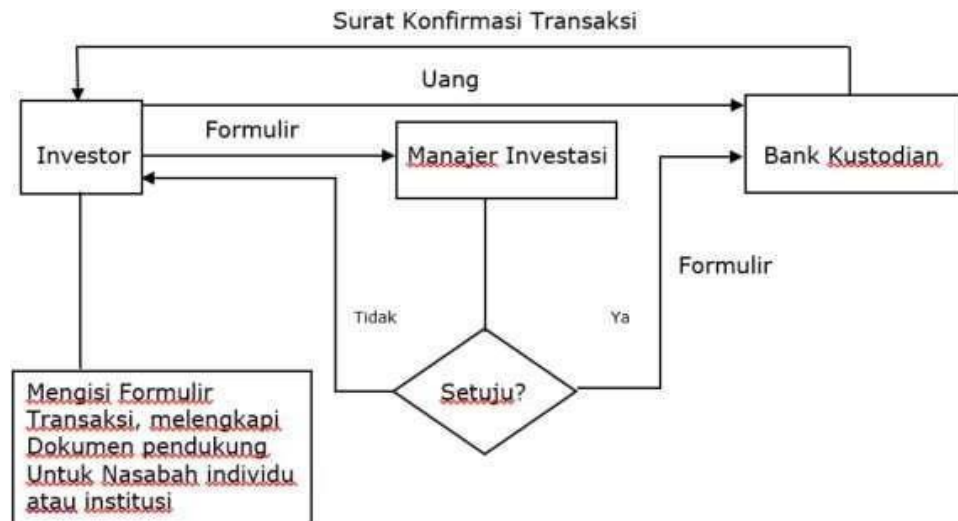 Surat Konfirmasi Transaksi
Uang
Formulir
Investor
Manajer Investasi
Bank Kustodian
Formulir
Tidak
Ya
Setuju?
Mengisi Formulir
Transaksi, melengkapi
Dokumen pendukung
Untuk Nasabah individu
atau institusi